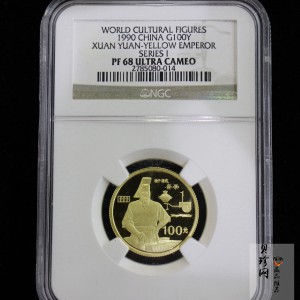 WORLD CULTURAL FIGURES
1990 CHINA G100Y
XUAN YUAN-YELLOW EMPEROR
SERIES I
PF 68 ULTRA CAMEO
2785080-014
NGC
100元